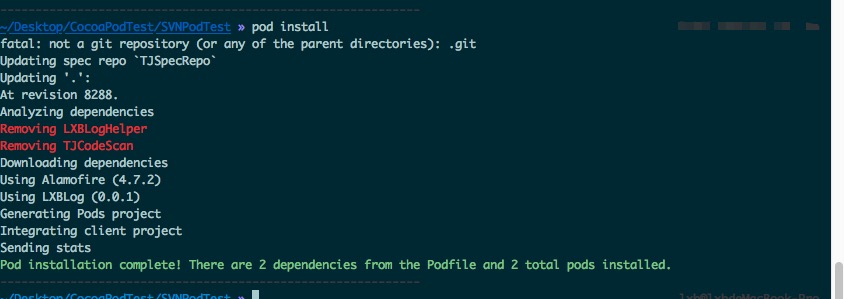 ------------------------------------------------------------
~/Desktop/CocoaPodTest/SVNPodTest » pod install
fatal: not a git repository (or any of the parent directories): .git
Updating spec repo `TJSpecRepo`
Updating '.':
At revision 8288.
Analyzing dependencies
Removing LXBLogHelper
Removing TJCodeScan
Downloading dependencies
Using Alamofire (4.7.2)
Using LXBLog (0.0.1)
Generating Pods project
Integrating client project
Sending stats
Pod installation complete! There are 2 dependencies from the Podfile and 2 total pods installed.
------------------------------------------------------------
~/Desktop/CocoaPodTest/SVNPodTest » lxb@lxbdeMacBook-Pro